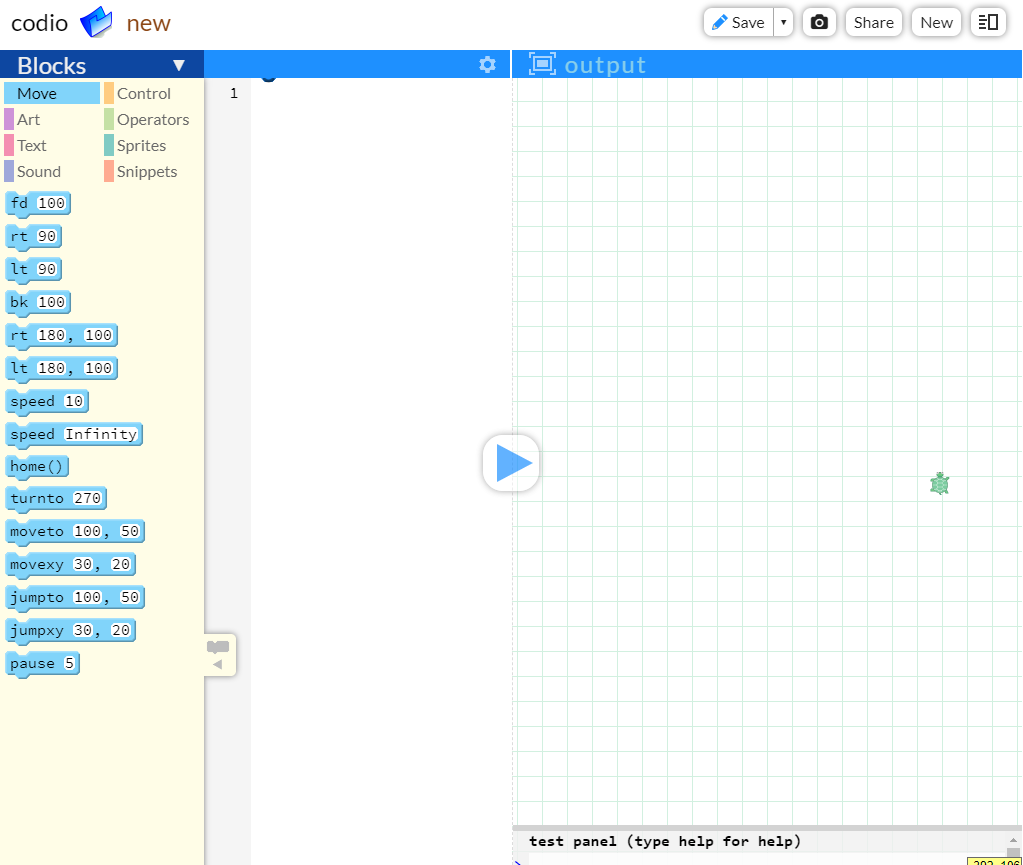 codio new Save Share New
Blocks ▼ output
Move Control
Art Operators
Text Sprites
Sound Snippets
1
fd 100
rt 90
lt 90
bk 100
rt 180, 100
lt 180, 100
speed 10
speed Infinity
home()
turnto 270
moveto 100, 50
movexy 30, 20
jumpto 100, 50
jumpxy 30, 20
pause 5
test panel (type help for help)
>